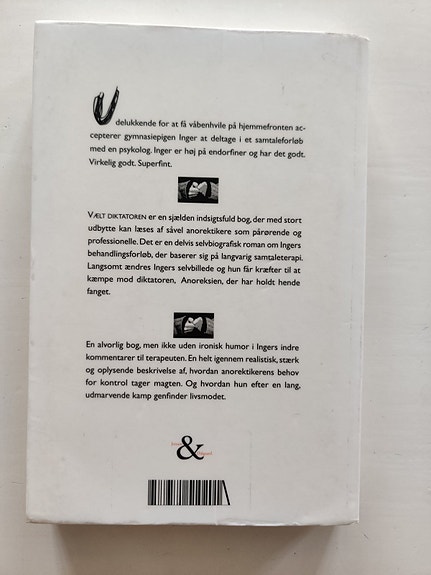 Udelukkende for at få våbenhvile på hjemmefronten ac-
cepterer gymnasiepigen Inger at deltage i et samtaleforløb
med en psykolog. Inger er høj på endorfiner og har det godt.
Virkelig godt. Superfint.
VÆLT DIKTATOREN er en sjælden indsigtsfuld bog, der med stort
udbytte kan læses af såvel anorektikere som pårørende og
professionelle. Det er en delvis selvbiografisk roman om Ingers
behandlingsforløb, der baserer sig på langvarig samtaleterapi.
Langsomt ændres Ingers selvbillede og hun får kræfter til at
kæmpe mod diktatoren, Anoreksien, der har holdt hende
fanget.
En alvorlig bog, men ikke uden ironisk humor i Ingers indre
kommentarer til terapeuten. En helt igennem realistisk, stærk
og oplysende beskrivelse af, hvordan anorektikerens behov
for kontrol tager magten. Og hvordan hun efter en lang,
udmarvende kamp genfinder livsmodet.
&